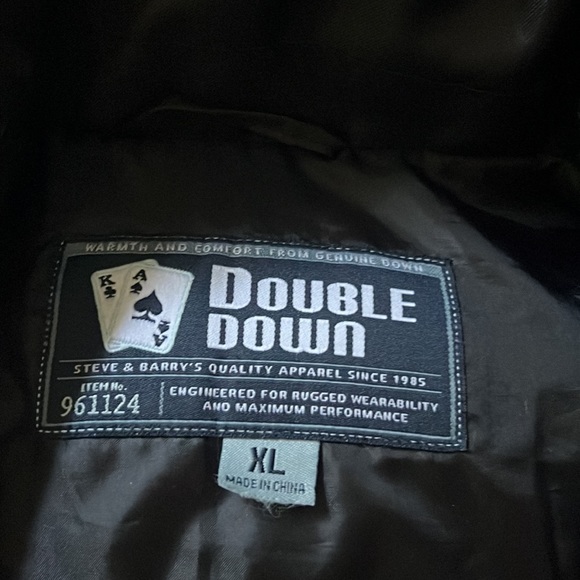 WARMTH AND COMFORT FROM GENUINE DOWN
K A
DOUBLE
DOWN
STEVE & BARRY'S QUALITY APPAREL SINCE 1985
ITEM No.
961124
ENGINEERED FOR RUGGED WEARABILITY
AND MAXIMUM PERFORMANCE
XL
MADE IN CHINA